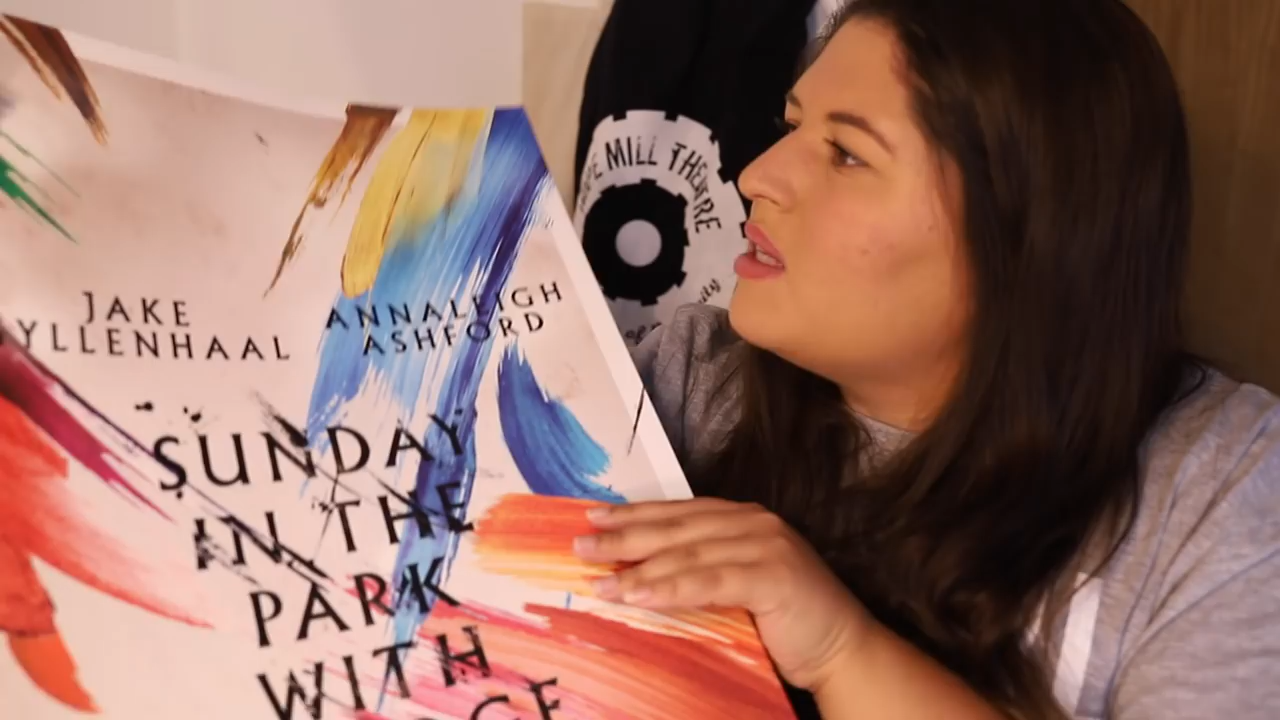 JAKE
YLLENHAAL
ANNALEIGH
ASHFORD
SUNDAY
IN THE
PARK
WITH
MILL THEATRE